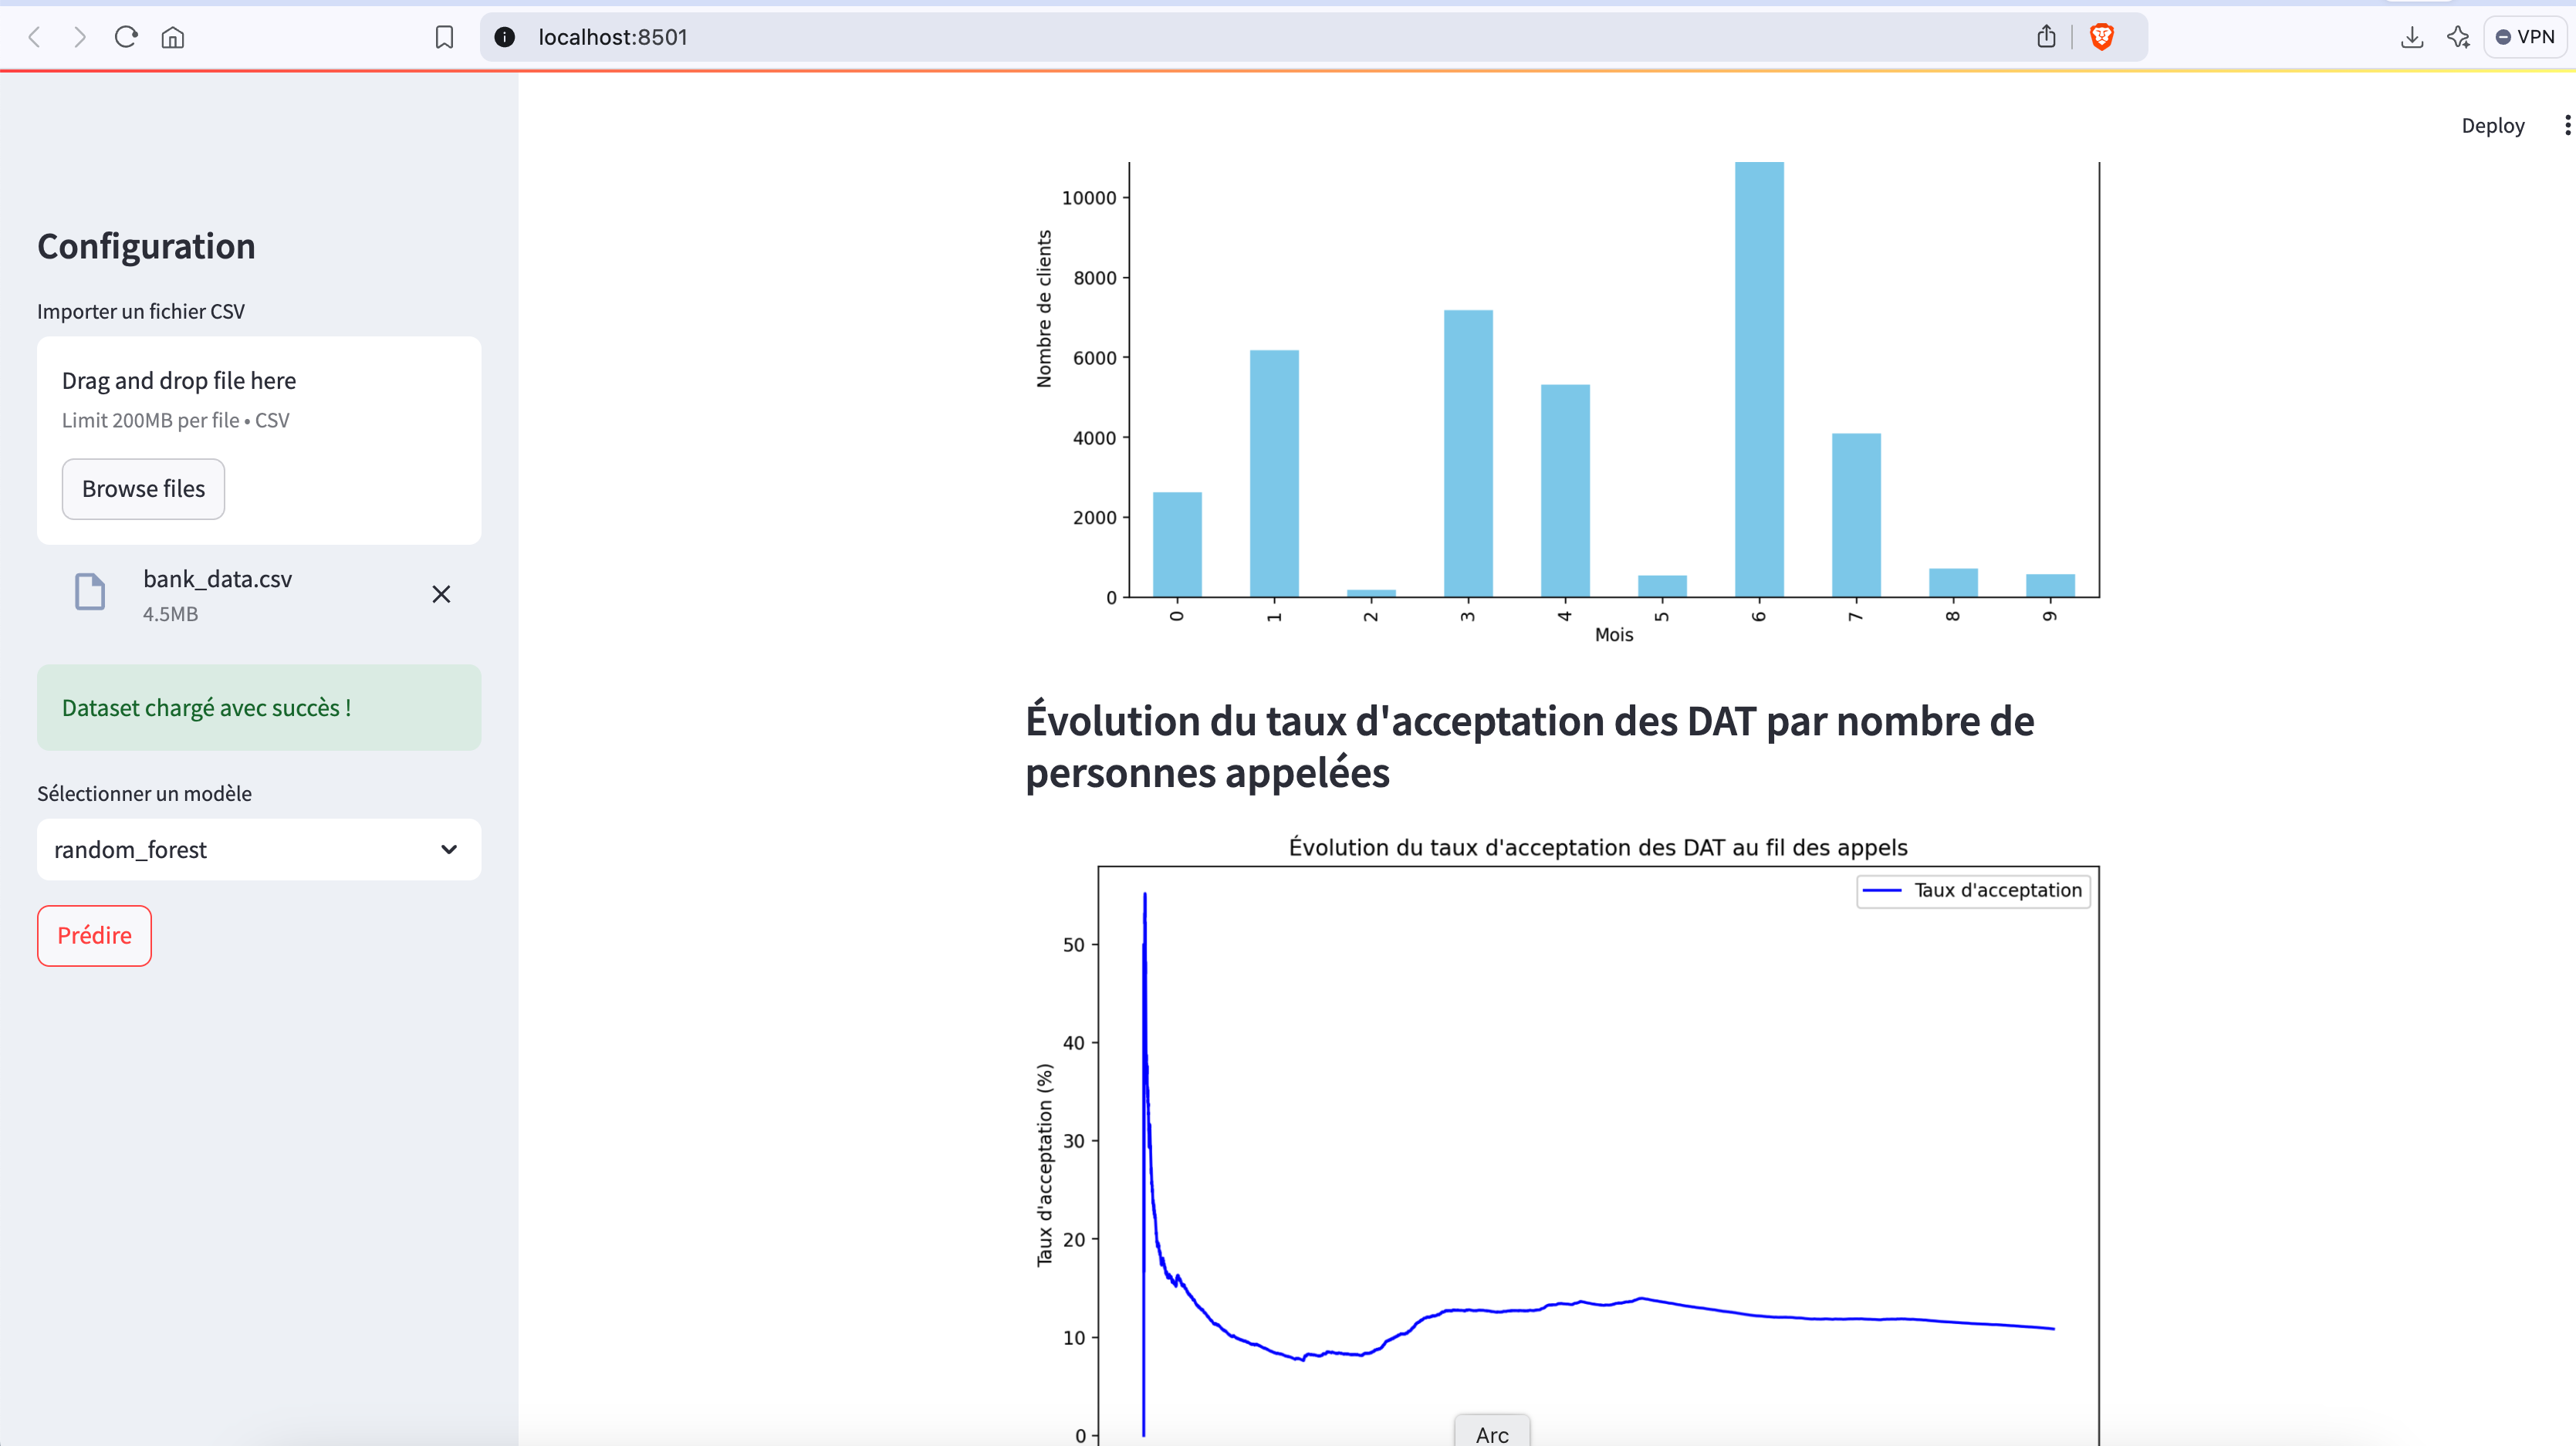 localhost:8501
VPN
Deploy
Configuration
Importer un fichier CSV
Drag and drop file here
Limit 200MB per file • CSV
Browse files
bank_data.csv
4.5MB
Dataset chargé avec succès !
Sélectionner un modèle
random_forest
Prédire
10000
8000
6000
4000
2000
0
Nombre de clients
0 1 2 3 4 5 6 7 8 9
Mois
Évolution du taux d'acceptation des DAT par nombre de
personnes appelées
Évolution du taux d'acceptation des DAT au fil des appels
Taux d'acceptation
50
40
30
20
10
0
Taux d'acceptation (%)
Arc